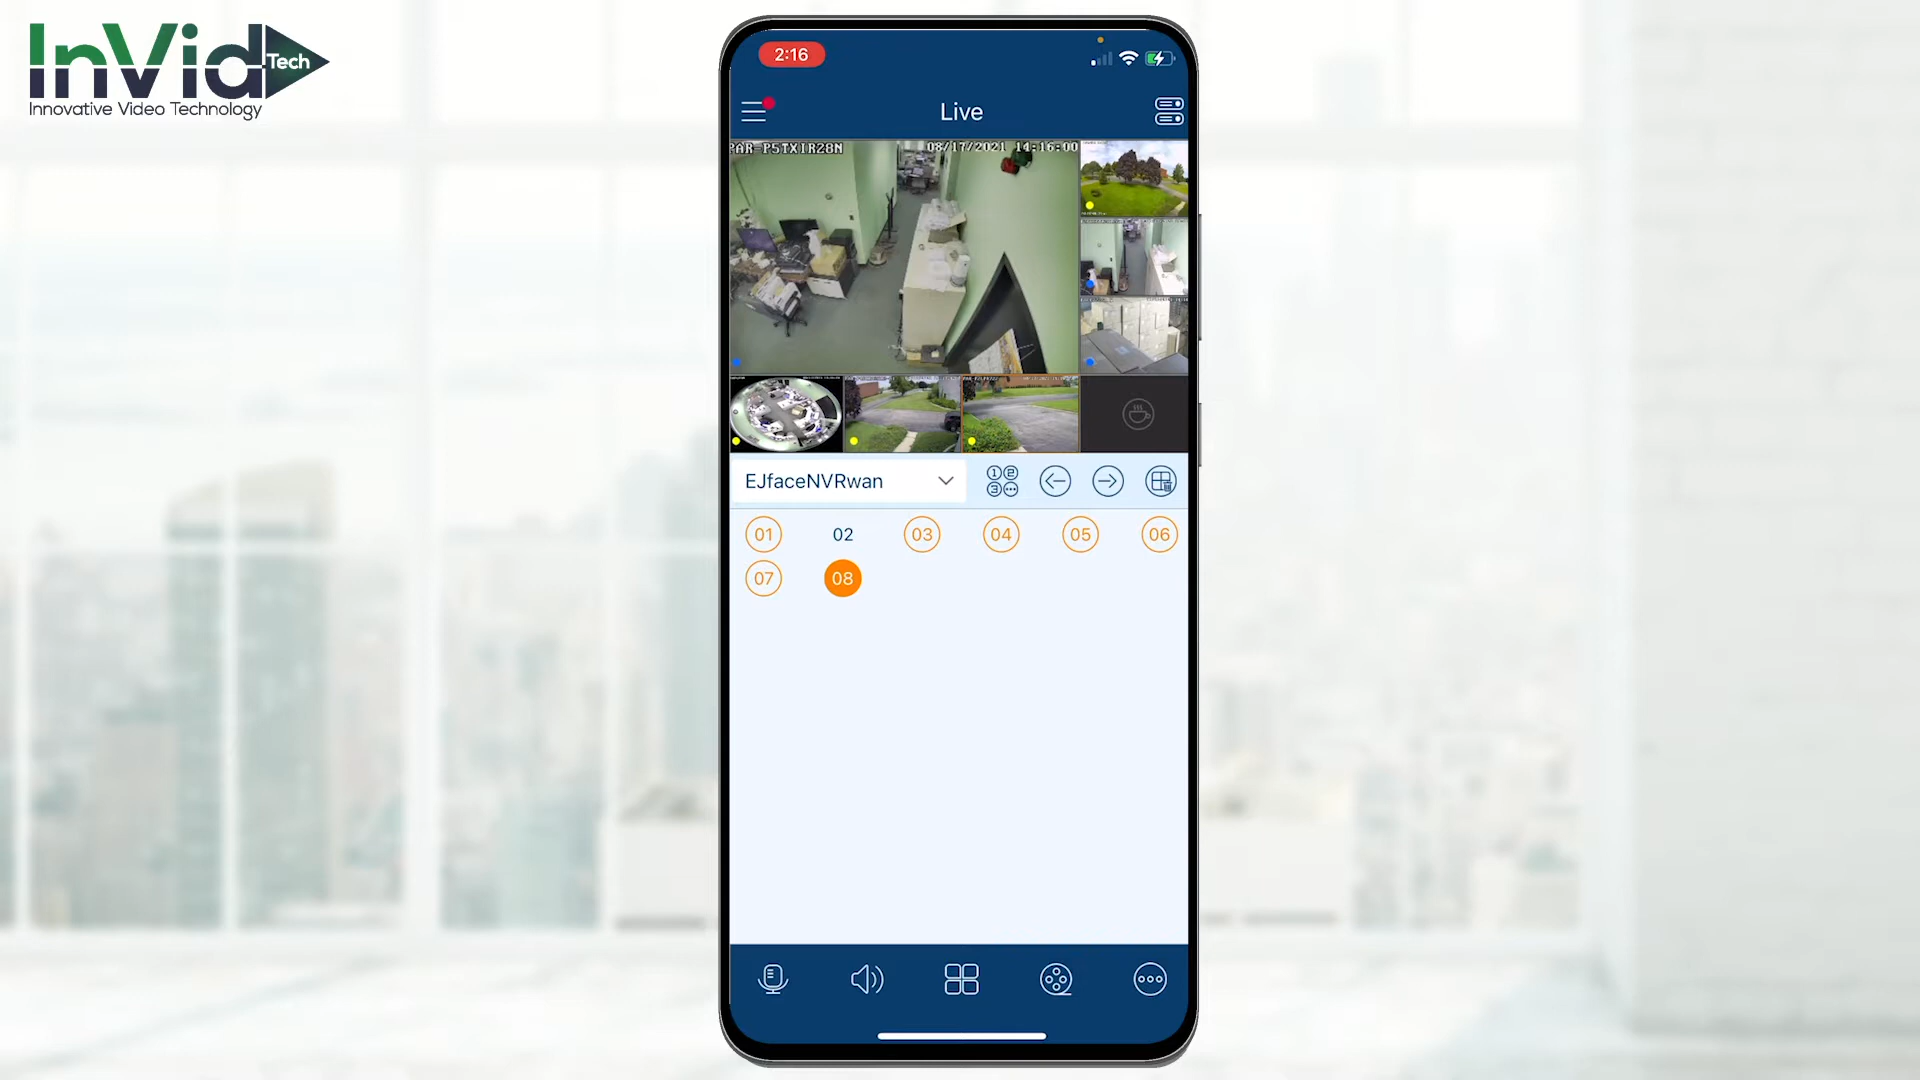 InVid Tech
Innovative Video Technology
2:16
Live
PAR-P5TXIR28N 08/17/2021 14:16:00
EJfaceNVRwan
01 02 03 04 05 06
07 08